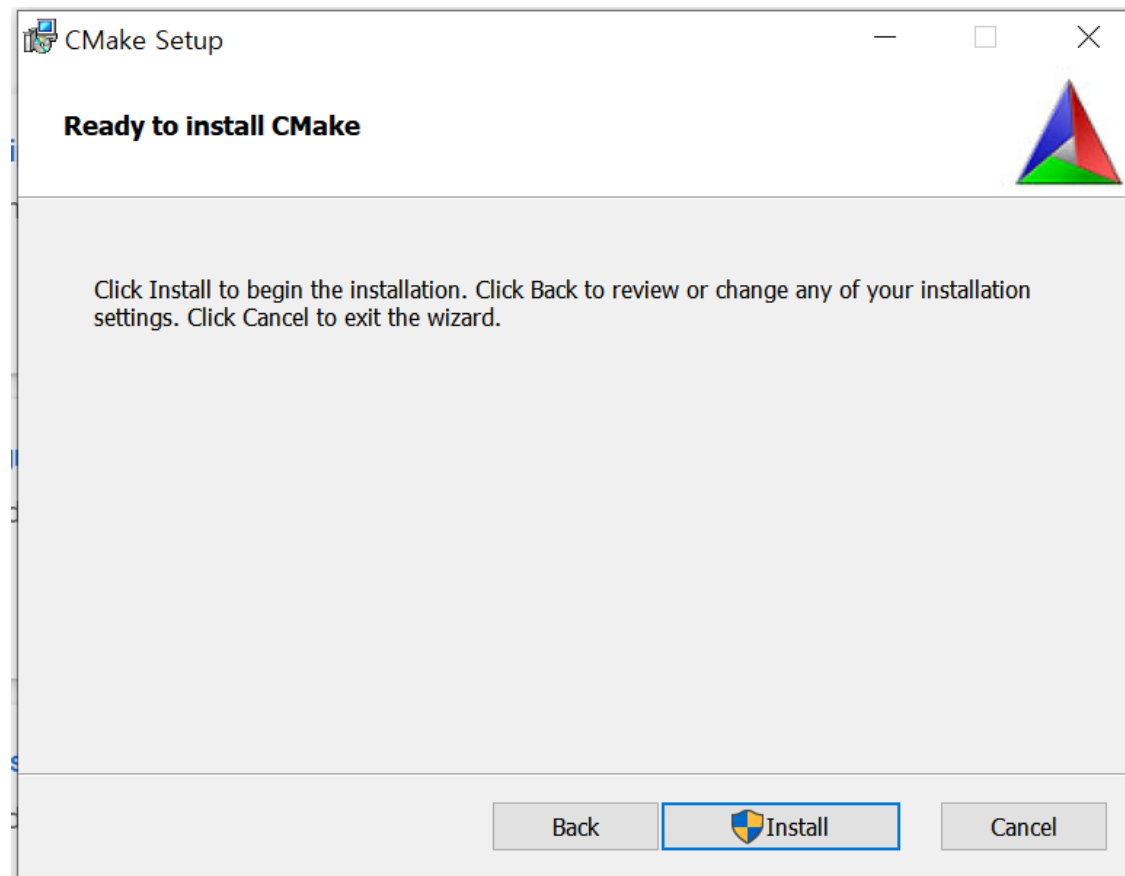 CMake Setup
Ready to install CMake
Click Install to begin the installation. Click Back to review or change any of your installation
settings. Click Cancel to exit the wizard.
Back
Install
Cancel